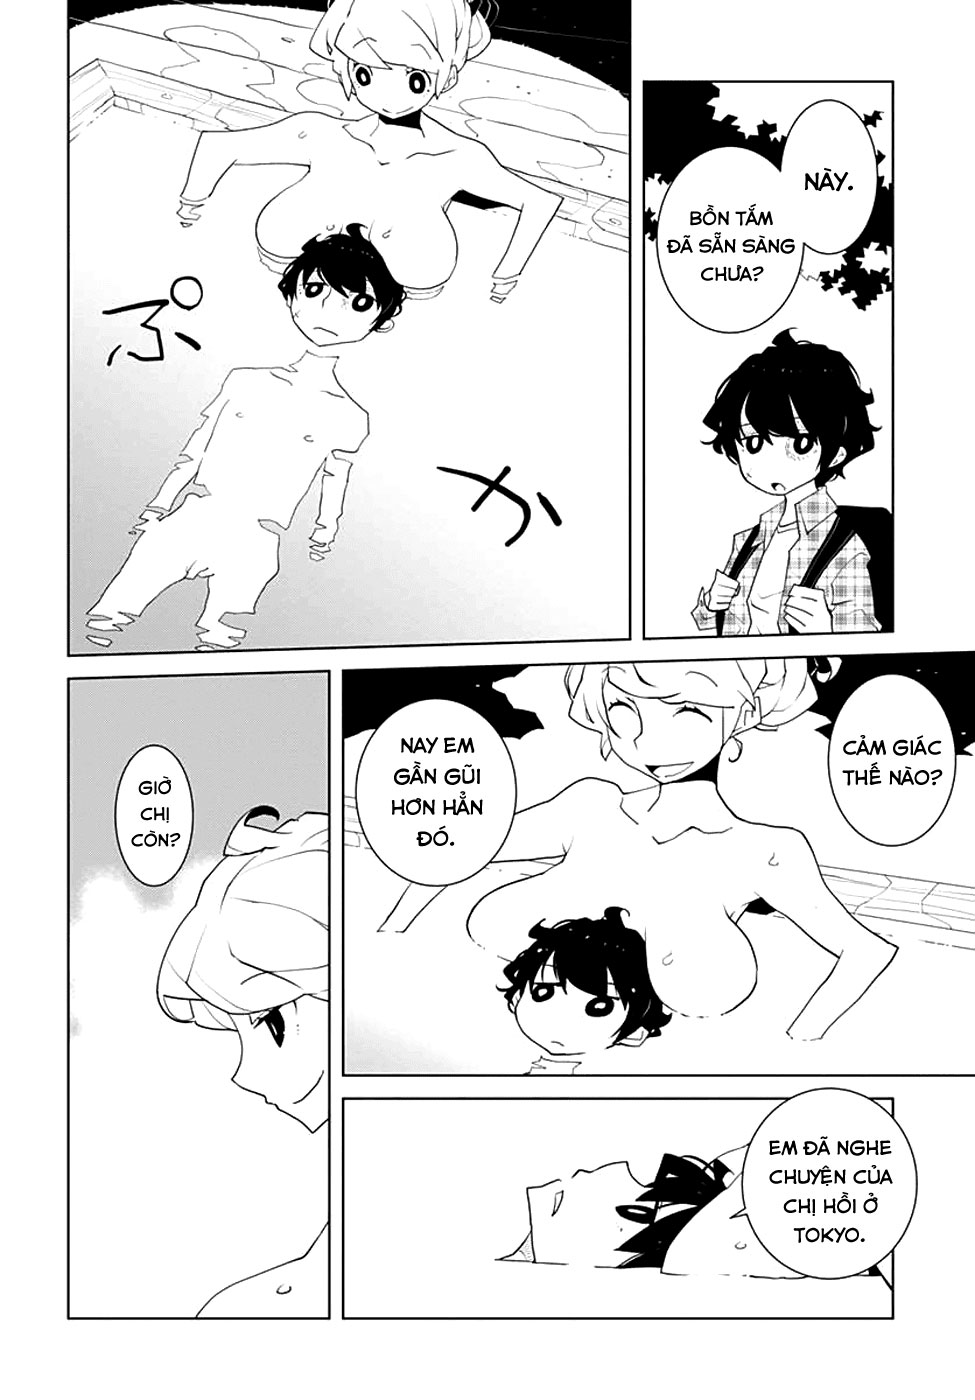 NÀY.
BỒN TẮM
ĐÃ SẴN SÀNG
CHƯA?
ぷ
か
CẢM GIÁC
THẾ NÀO?
NAY EM
GẦN GŨI
HƠN HẲN
ĐÓ.
EM ĐÃ NGHE
CHUYỆN CỦA
CHỊ HỒI Ở
TOKYO.
GIỜ
CHỊ
CÒN?